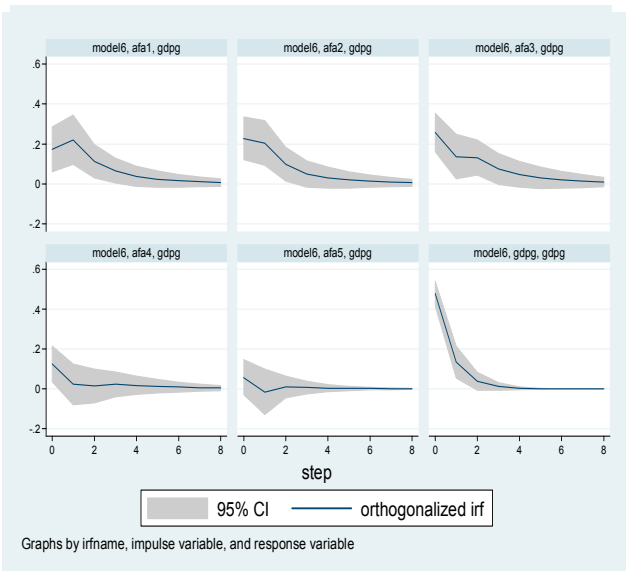 model6, afa1, gdpg
model6, afa2, gdpg
model6, afa3, gdpg
.6
.4
.2
0
-.2
model6, afa4, gdpg
model6, afa5, gdpg
model6, gdpg, gdpg
.6
.4
.2
0
-.2
0 2 4 6 8
0 2 4 6 8
0 2 4 6 8
step
95% CI
orthogonalized irf
Graphs by irfname, impulse variable, and response variable